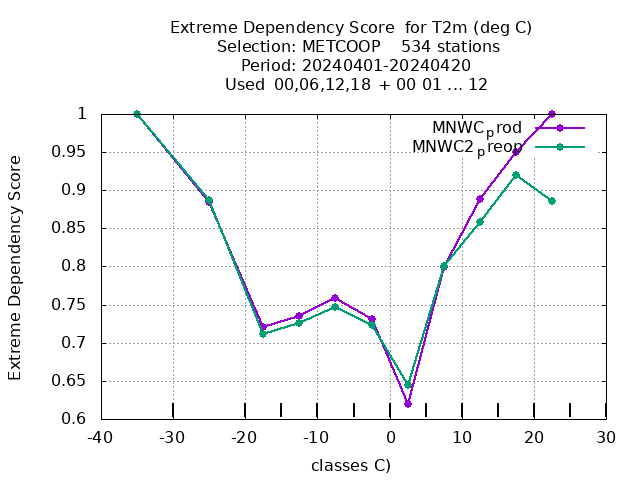 Extreme Dependency Score  for T2m (deg C)
Selection: METCOOP    534 stations
Period: 20240401-20240420
Used  00,06,12,18 + 00 01 ... 12
MNWCprod
MNWC2preop
Extreme Dependency Score
1
0.95
0.9
0.85
0.8
0.75
0.7
0.65
0.6
-40 -30 -20 -10 0 10 20 30
classes C)